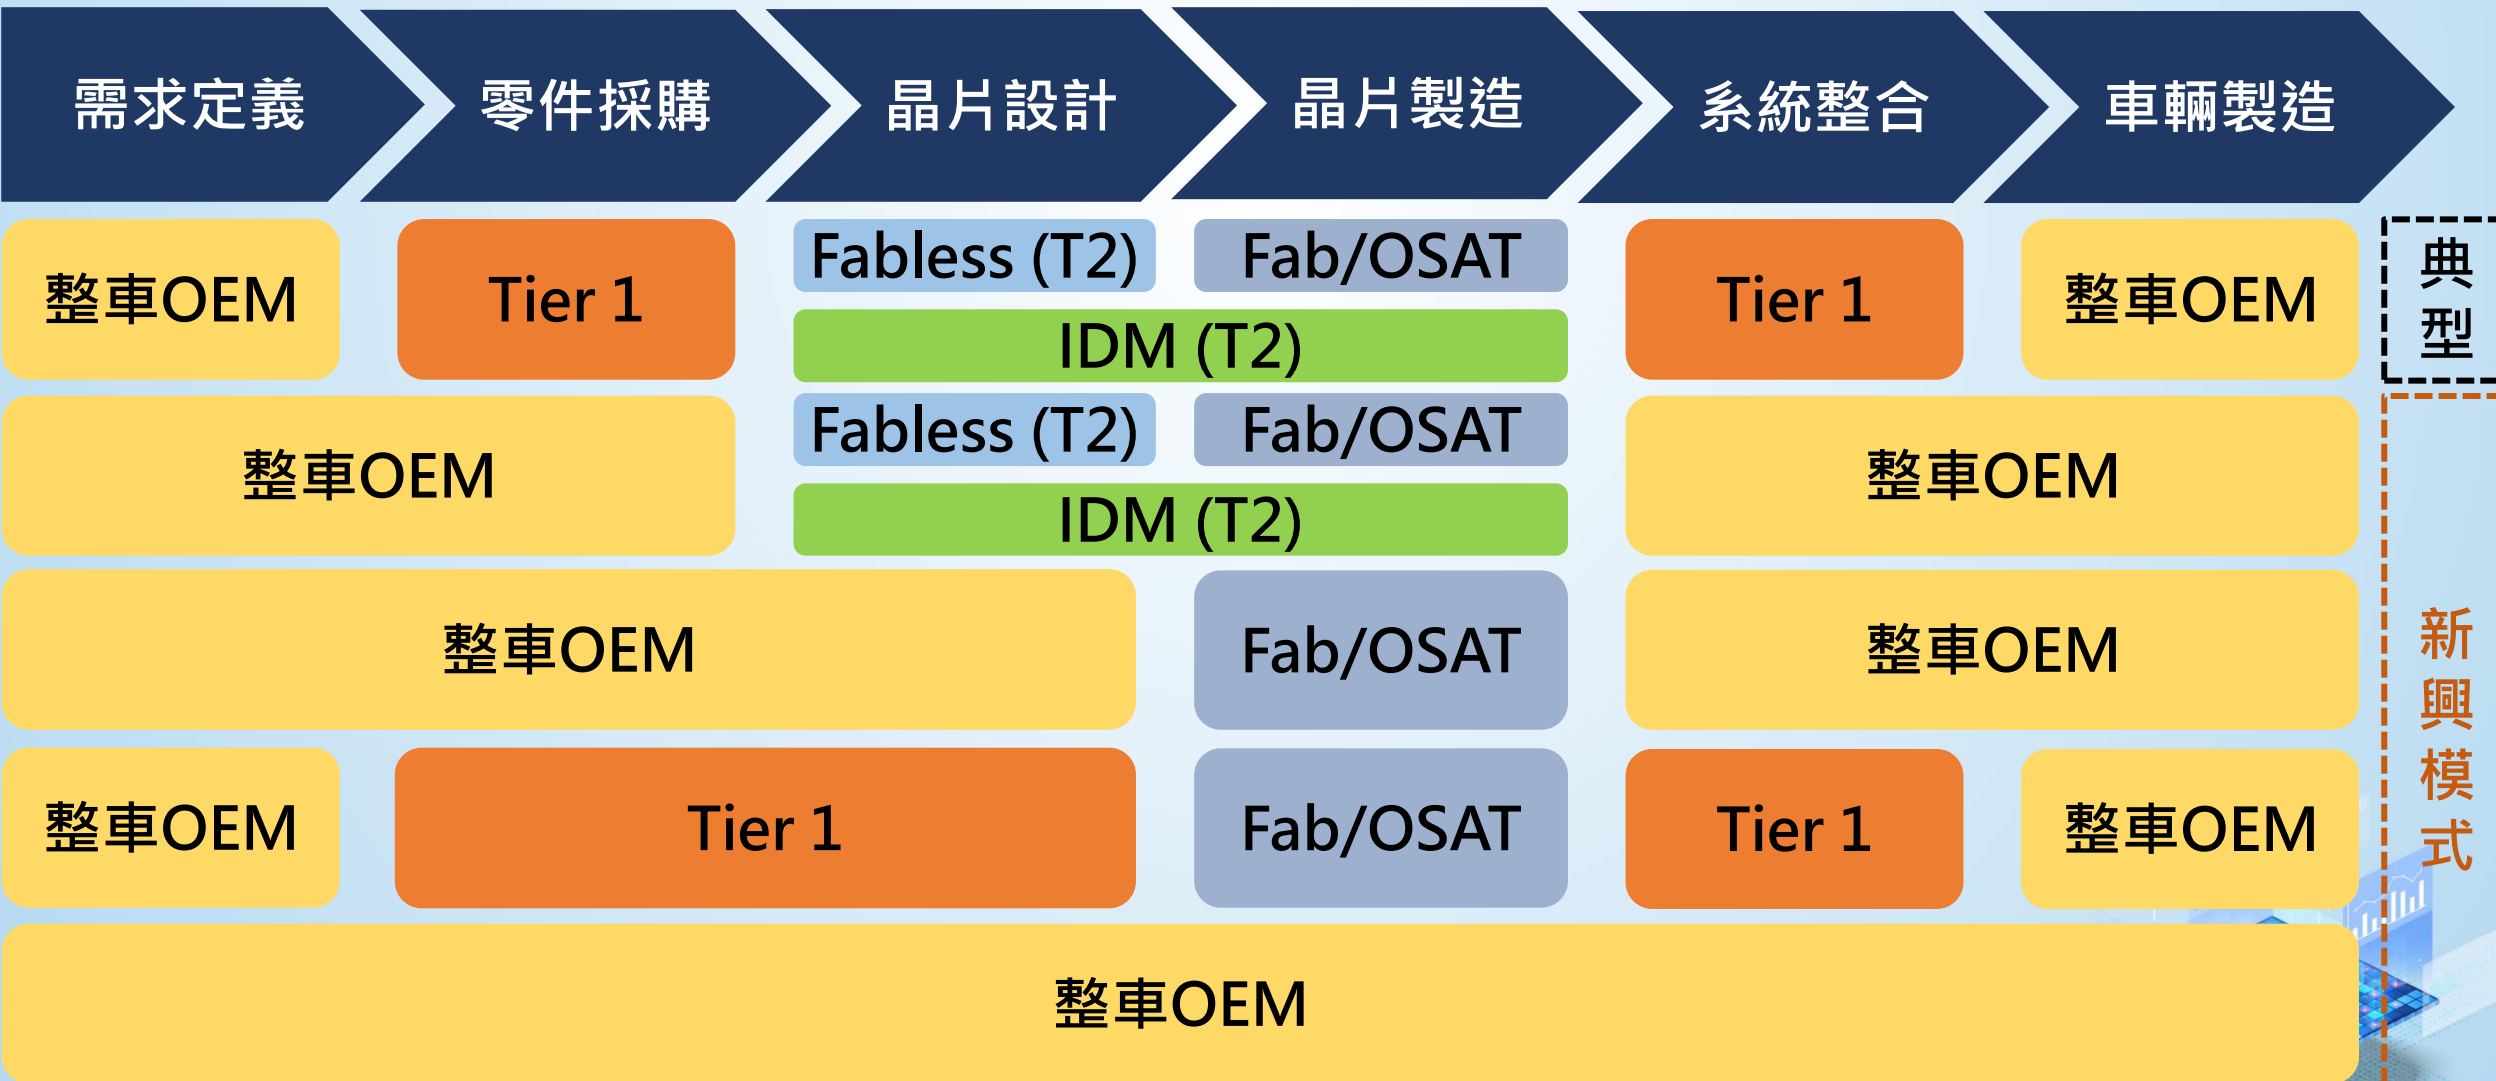 需求定義
零件採購
晶片設計
晶片製造
系統整合
車輛製造
整車OEM
Tier 1
Fabless (T2)
Fab/OSAT
IDM (T2)
Tier 1
整車OEM
典型
整車OEM
Fabless (T2)
Fab/OSAT
IDM (T2)
整車OEM
整車OEM
Fab/OSAT
整車OEM
整車OEM
Tier 1
Fab/OSAT
Tier 1
整車OEM
整車OEM
新興模式